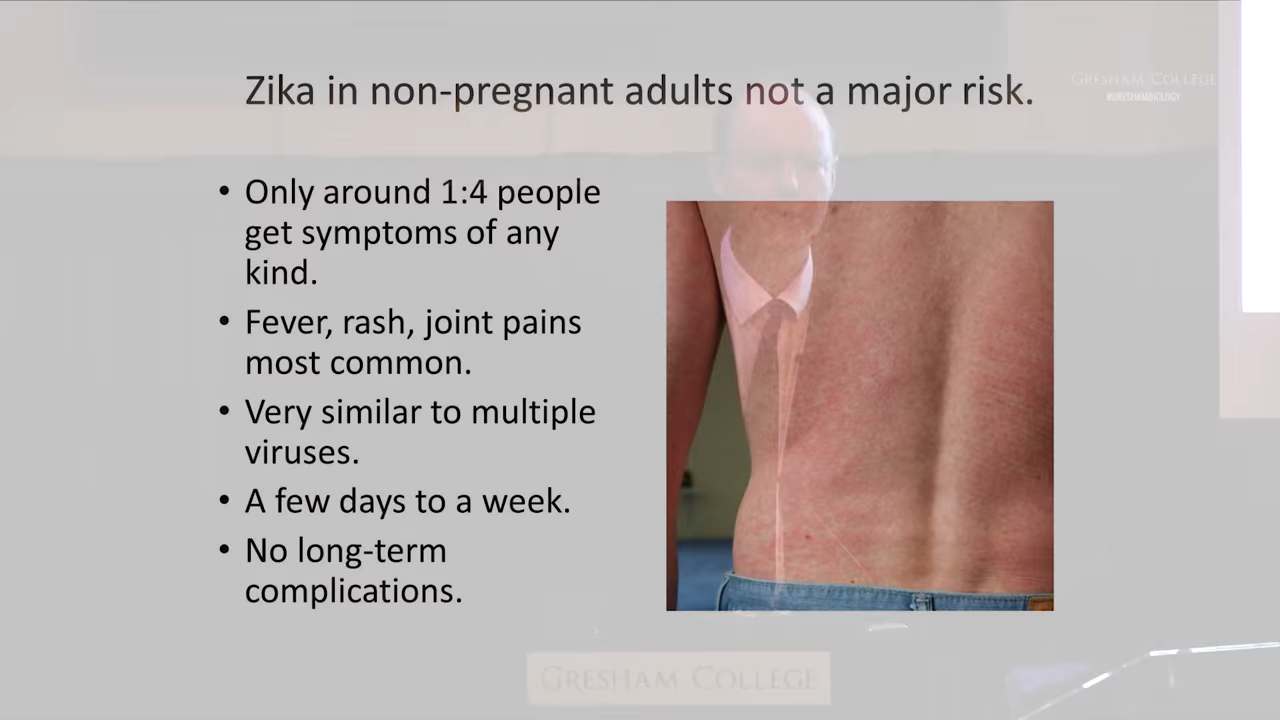 Zika in non-pregnant adults not a major risk.
GRESHAM COLLEGE
#GRESHAMBIOLOGY
• Only around 1:4 people
get symptoms of any
kind.
• Fever, rash, joint pains
most common.
• Very similar to multiple
viruses.
• A few days to a week.
• No long-term
complications.
GRESHAM COLLEGE